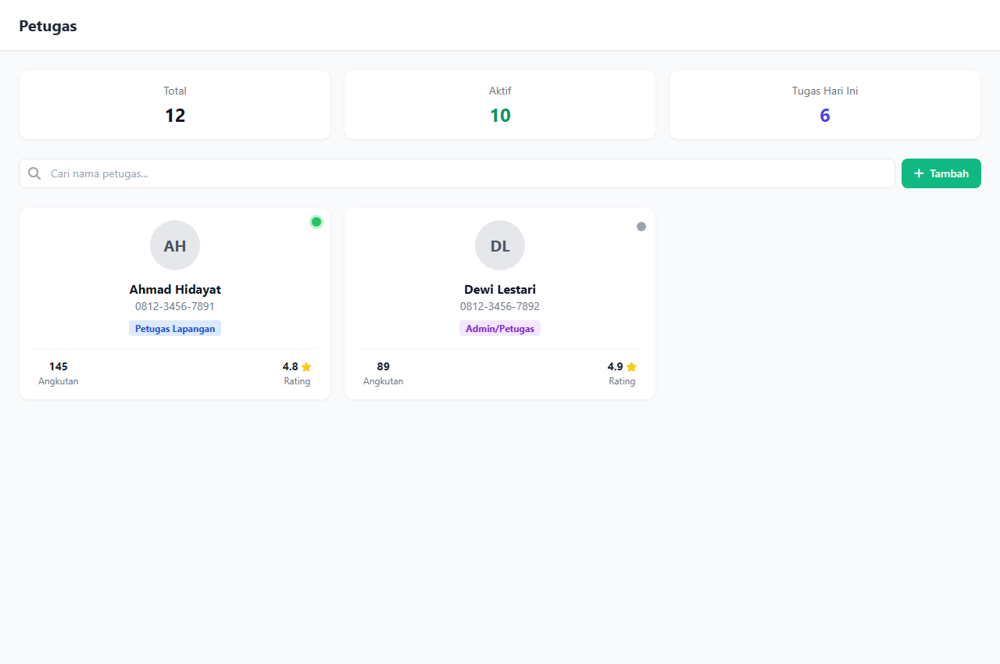 Petugas
Total
12
Aktif
10
Tugas Hari Ini
6
Cari nama petugas...
Tambah
AH
Ahmad Hidayat
0812-3456-7891
Petugas Lapangan
145
Angkutan
4.8
Rating
DL
Dewi Lestari
0812-3456-7892
Admin/Petugas
89
Angkutan
4.9
Rating